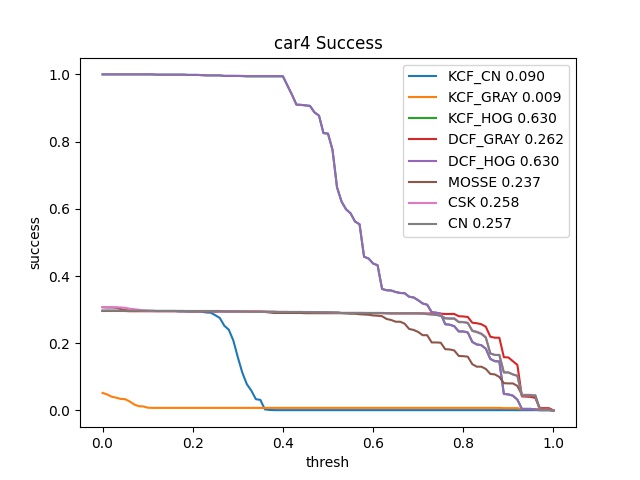 car4 Success
success
1.0
0.8
0.6
0.4
0.2
0.0
KCF_CN 0.090
KCF_GRAY 0.009
KCF_HOG 0.630
DCF_GRAY 0.262
DCF_HOG 0.630
MOSSE 0.237
CSK 0.258
CN 0.257
0.0 0.2 0.4 0.6 0.8 1.0
thresh